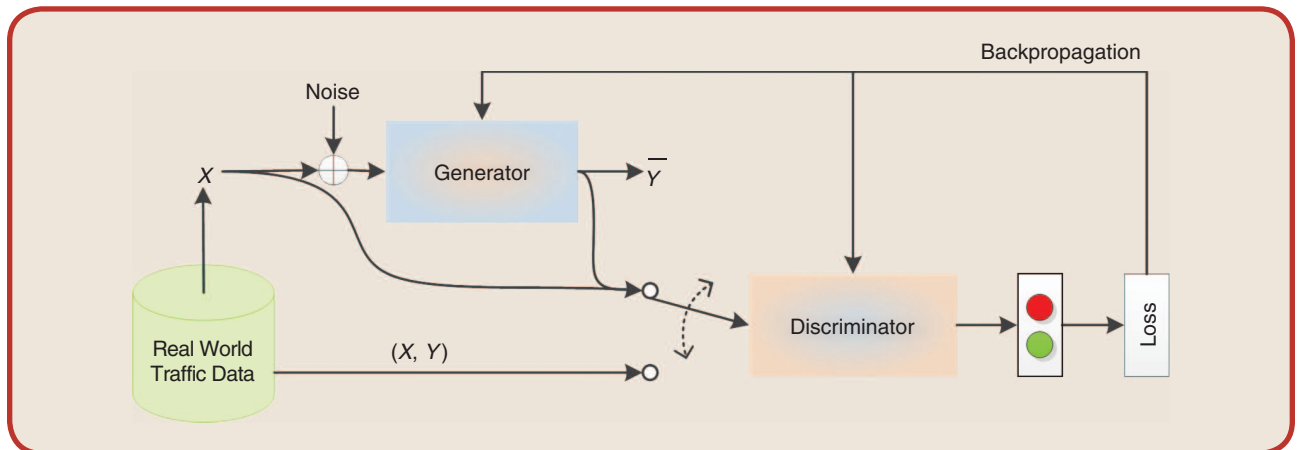 Backpropagation
Noise
X
Generator
Y̅
Real World
Traffic Data
(X, Y)
Discriminator
Loss